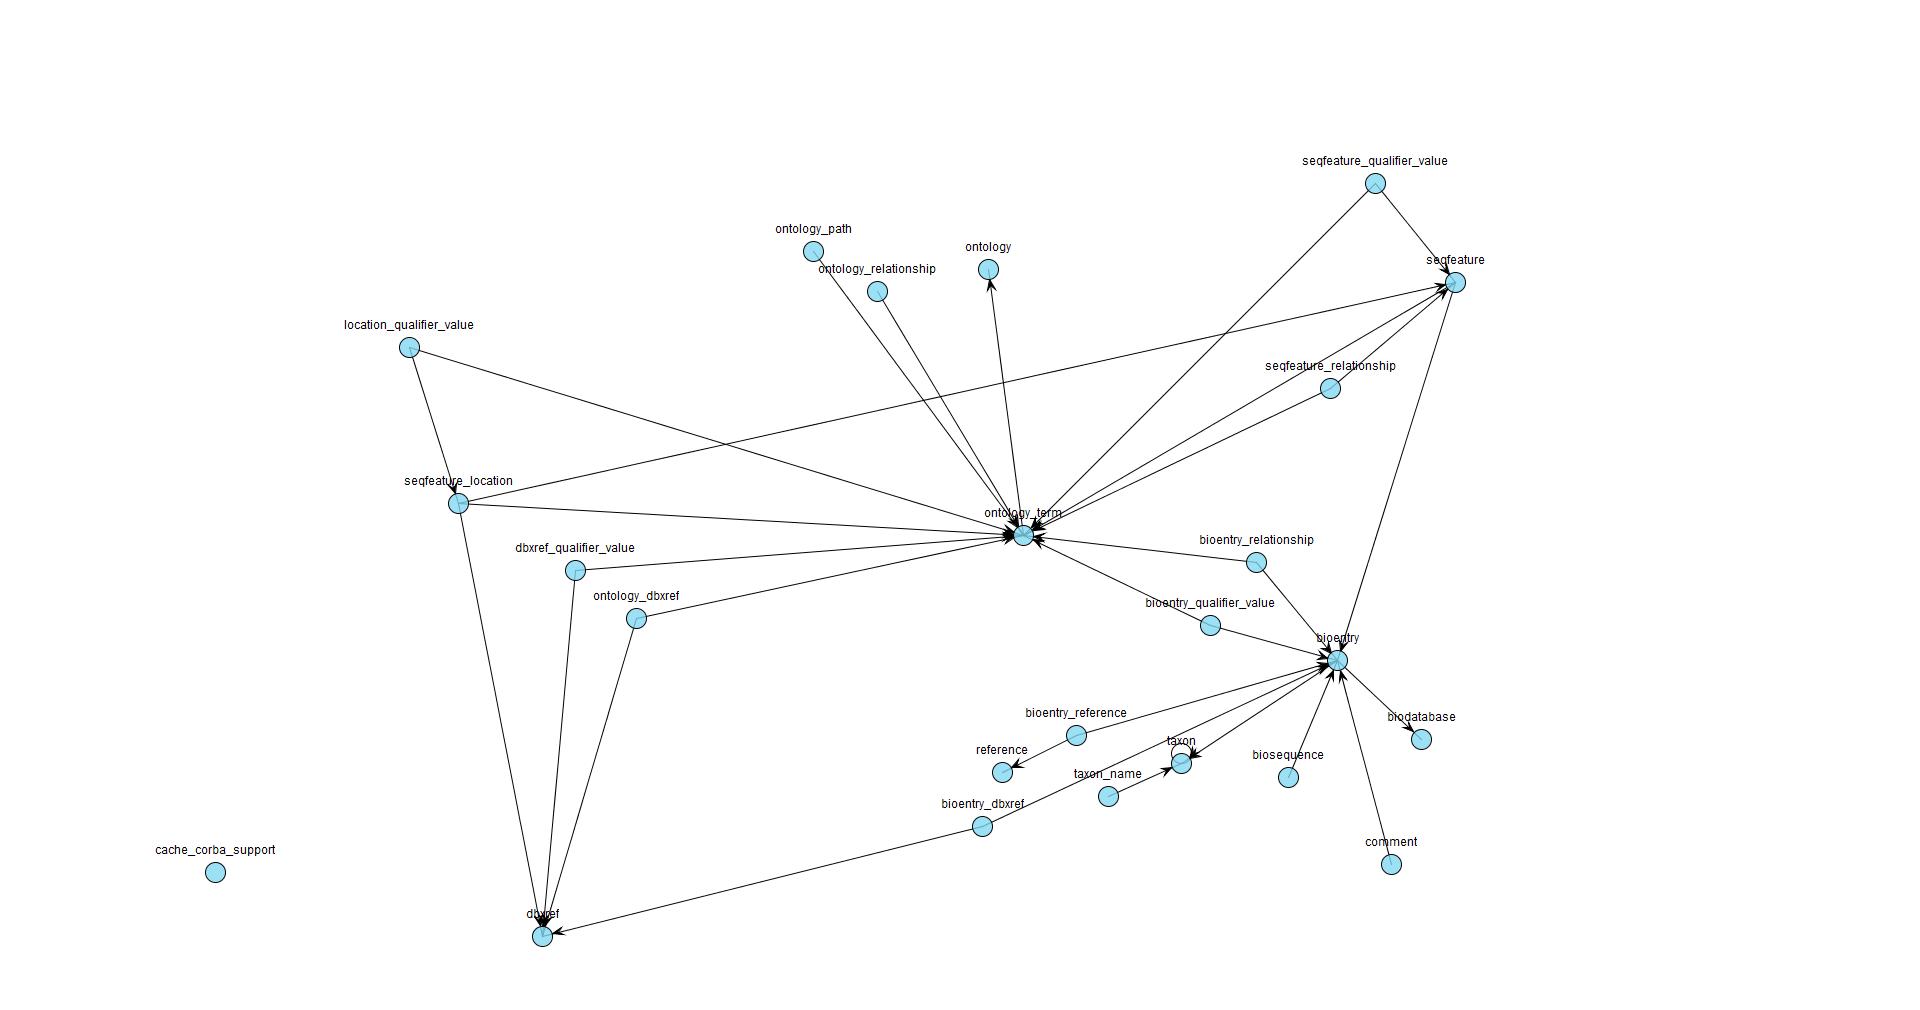 seqfeature_qualifier_value
ontology_path
ontology
seqfeature
ontology_relationship
location_qualifier_value
seqfeature_relationship
seqfeature_location
ontology_term
bioentry_relationship
dbxref_qualifier_value
ontology_dbxref
bioentry_qualifier_value
bioentry
bioentry_reference
biodatabase
taxon
reference
biosequence
taxon_name
bioentry_dbxref
comment
cache_corba_support
dbxref